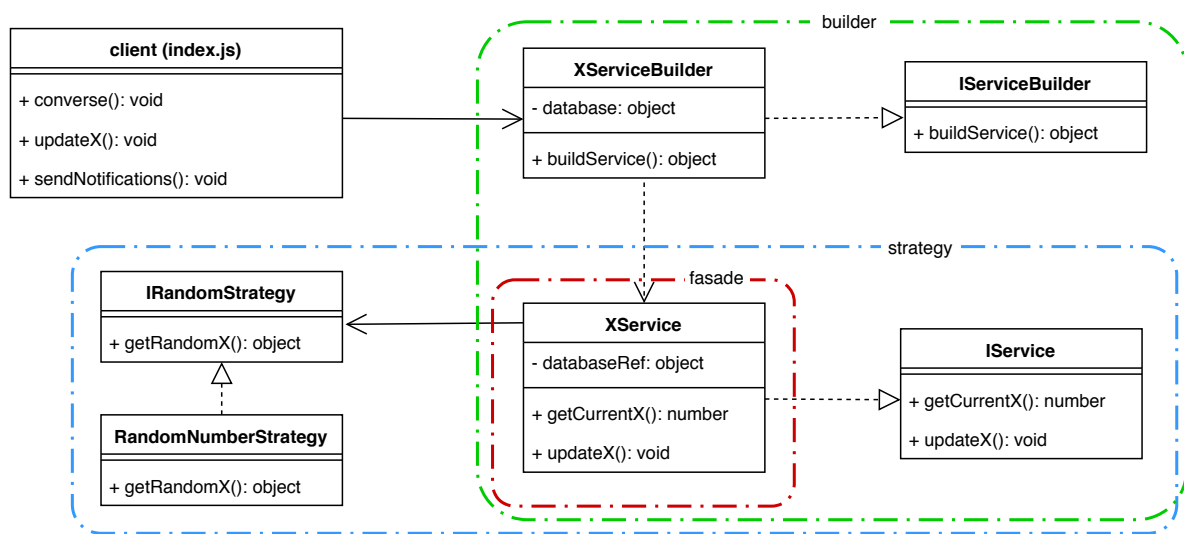 builder
client (index.js)
+ converse(): void
+ updateX(): void
+ sendNotifications(): void
XServiceBuilder
- database: object
+ buildService(): object
IServiceBuilder
+ buildService(): object
strategy
IRandomStrategy
+ getRandomX(): object
RandomNumberStrategy
+ getRandomX(): object
fasade
XService
- databaseRef: object
+ getCurrentX(): number
+ updateX(): void
IService
+ getCurrentX(): number
+ updateX(): void